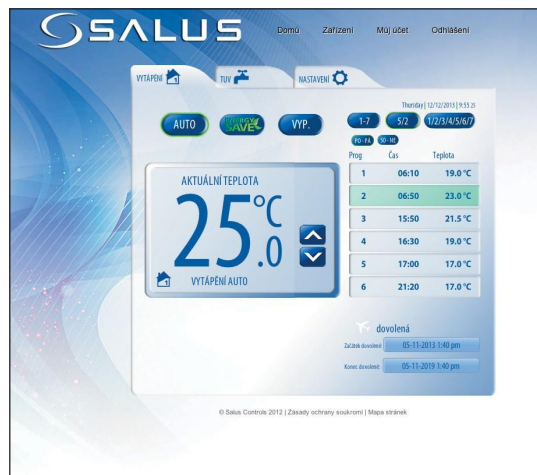 SALUS
Domů Zařízení Můj účet Odhlášení
VYTÁPĚNÍ 1 TUV NASTAVENÍ
Thursday | 12/12/2013 | 9:55 25
AUTO ENERGY SAVE VYP. 1-7 5/2 1/2/3/4/5/6/7
PO - PÁ SO - NE
Prog Čas Teplota
1 06:10 19.0 °C
2 06:50 23.0 °C
3 15:50 21.5 °C
4 16:30 19.0 °C
5 17:00 17.0 °C
6 21:20 17.0 °C
AKTUÁLNÍ TEPLOTA
25.0 °C
1 VYTÁPĚNÍ AUTO
dovolená
Začátek dovolené: 05-11-2013 1:40 pm
Konec dovolené: 05-11-2019 1:40 pm
© Salus Controls 2012 | Zásady ochrany soukromí | Mapa stránek